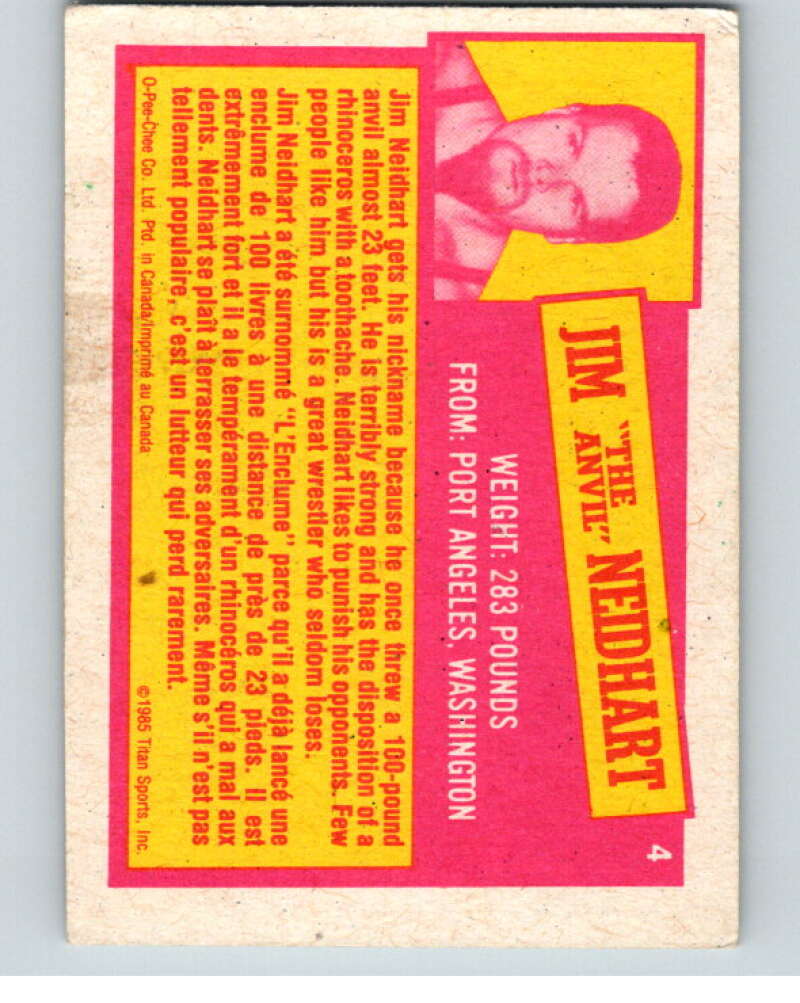 4
JIM "THE ANVIL" NEIDHART
WEIGHT: 283 POUNDS
FROM: PORT ANGELES, WASHINGTON
Jim Neidhart gets his nickname because he once threw a 100-pound
anvil almost 23 feet. He is terribly strong and has the disposition of a
rhinoceros with a toothache. Neidhart likes to punish his opponents. Few
people like him, but his is a great wrestler who seldom loses.
Jim Neidhart a été surnommé "L'Enclume" parce qu'il a déjà lancé une
enclume de 100 livres à une distance de près de 23 pieds. Il est
extrêmement fort et il a le tempérament d'un rhinocéros qui a mal aux
dents. Neidhart se plaît à terrasser ses adversaires. Même s'il n'est pas
tellement populaire, c'est un lutteur qui perd rarement.
O-Pee-Chee Co. Ltd. Ptd. in Canada/Imprimé au Canada
©1985 Titan Sports, Inc.